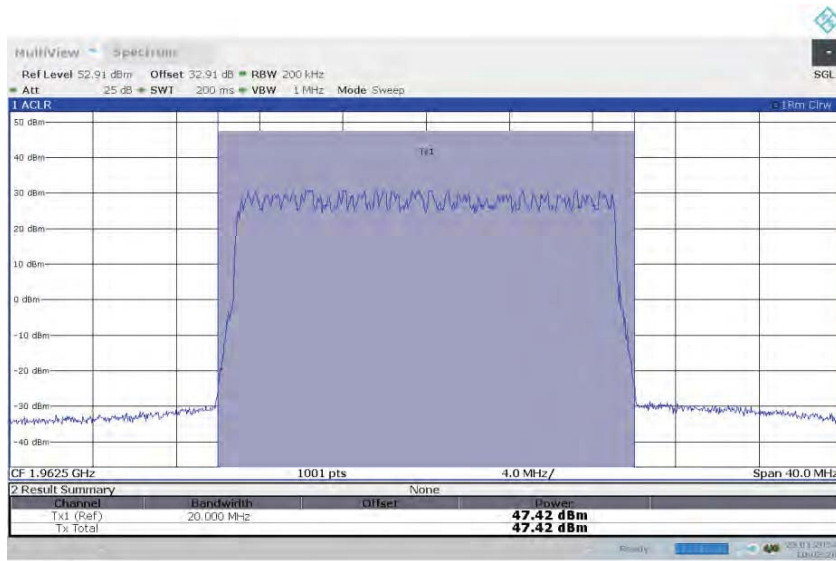 MultiView Spectrum
Ref Level 52.91 dBm Offset 32.91 dB RBW 200 kHz
SGL
Att 25 dB SWT 200 ms VBW 1 MHz Mode Sweep
1 ACLR 1Rm Clrw
50 dBm
Tx1
40 dBm
30 dBm
20 dBm
10 dBm
0 dBm
-10 dBm
-20 dBm
-30 dBm
-40 dBm
CF 1.9625 GHz 1001 pts 4.0 MHz/ Span 40.0 MHz
2 Result Summary None
Channel Bandwidth Offset Power
Tx1 (Ref) 20.000 MHz 47.42 dBm
Tx Total 47.42 dBm
Ready